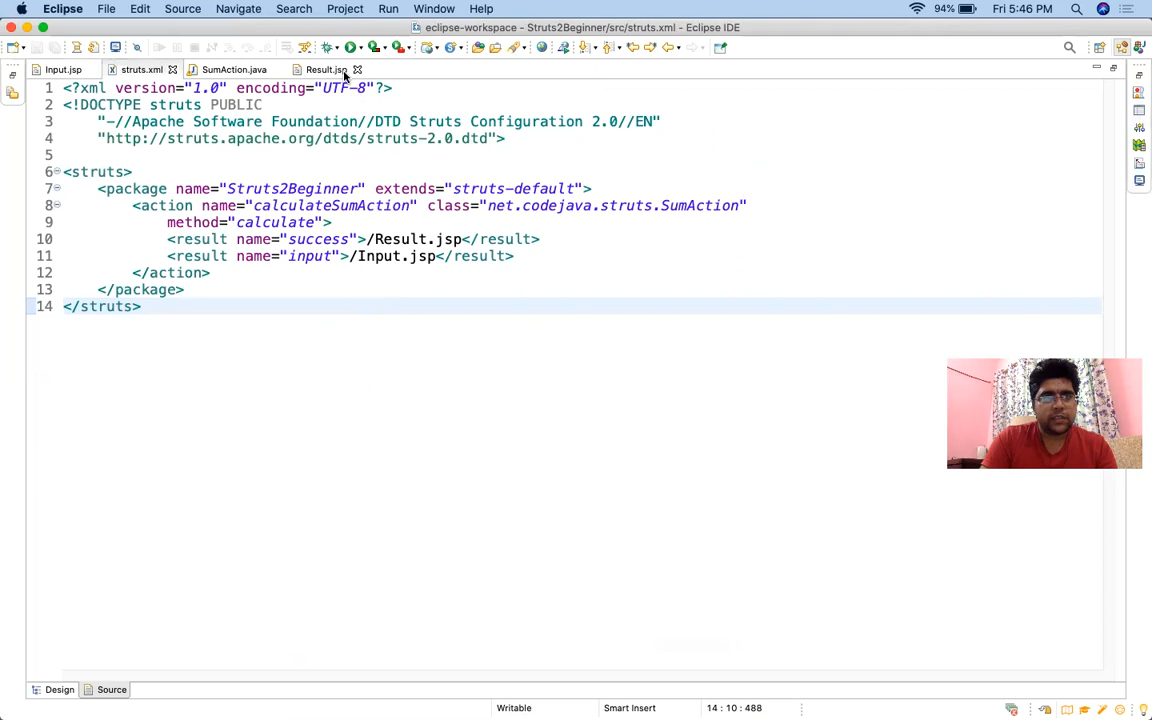 Eclipse File Edit Source Navigate Search Project Run Window Help 94% Fri 5:46 PM
eclipse-workspace - Struts2Beginner/src/struts.xml - Eclipse IDE
Input.jsp struts.xml SumAction.java Result.jsp
1 <?xml version="1.0" encoding="UTF-8"?>
2 <!DOCTYPE struts PUBLIC
3 "-//Apache Software Foundation//DTD Struts Configuration 2.0//EN"
4 "http://struts.apache.org/dtds/struts-2.0.dtd">
5
6 <struts>
7 <package name="Struts2Beginner" extends="struts-default">
8 <action name="calculateSumAction" class="net.codejava.struts.SumAction"
9 method="calculate">
10 <result name="success">/Result.jsp</result>
11 <result name="input">/Input.jsp</result>
12 </action>
13 </package>
14 </struts>
Design Source
Writable Smart Insert 14 : 10 : 488